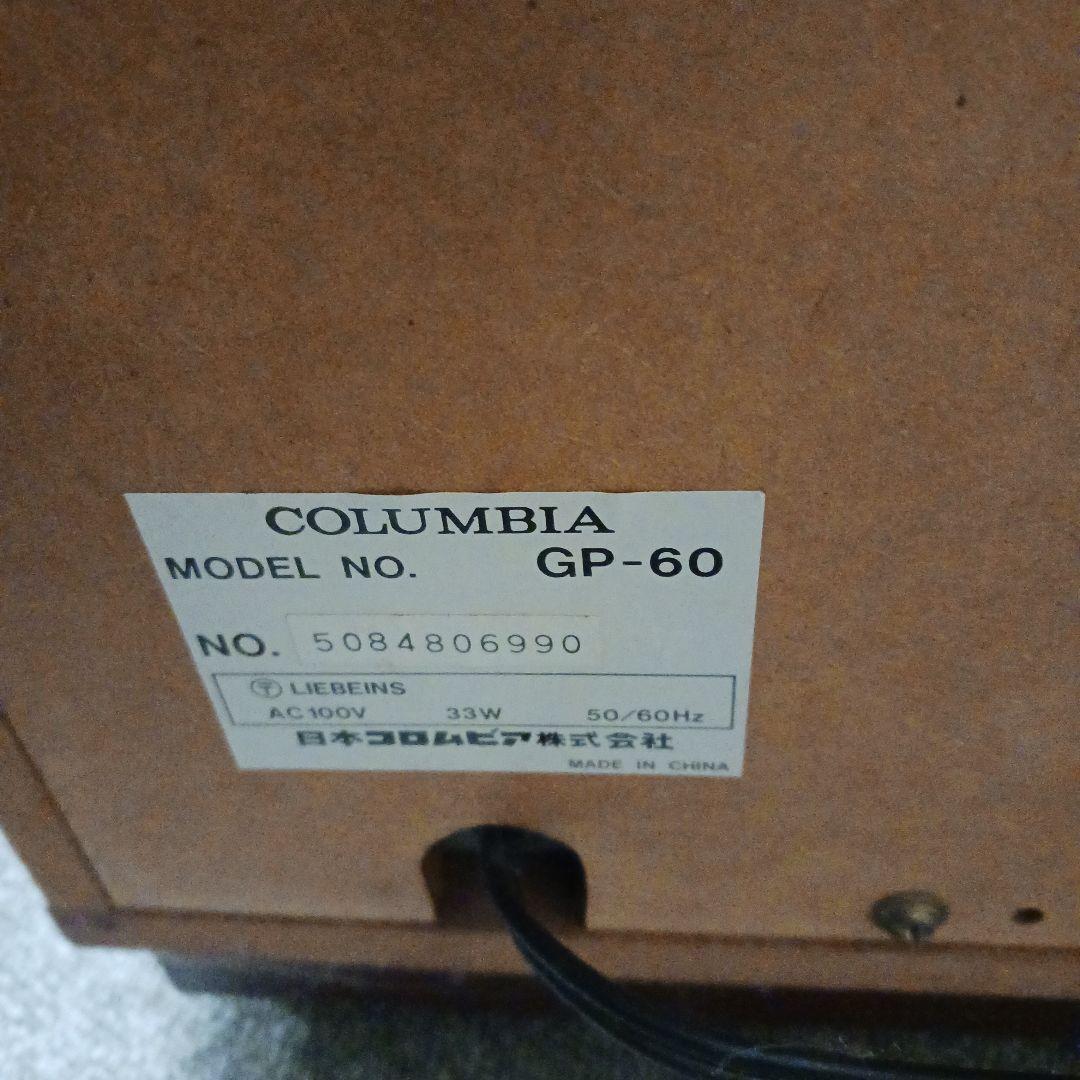 COLUMBIA
MODEL NO. GP-60
NO. 5084806990
〒 LIEBEINS
AC100V 33W 50/60Hz
日本コロムビア株式会社
MADE IN CHINA